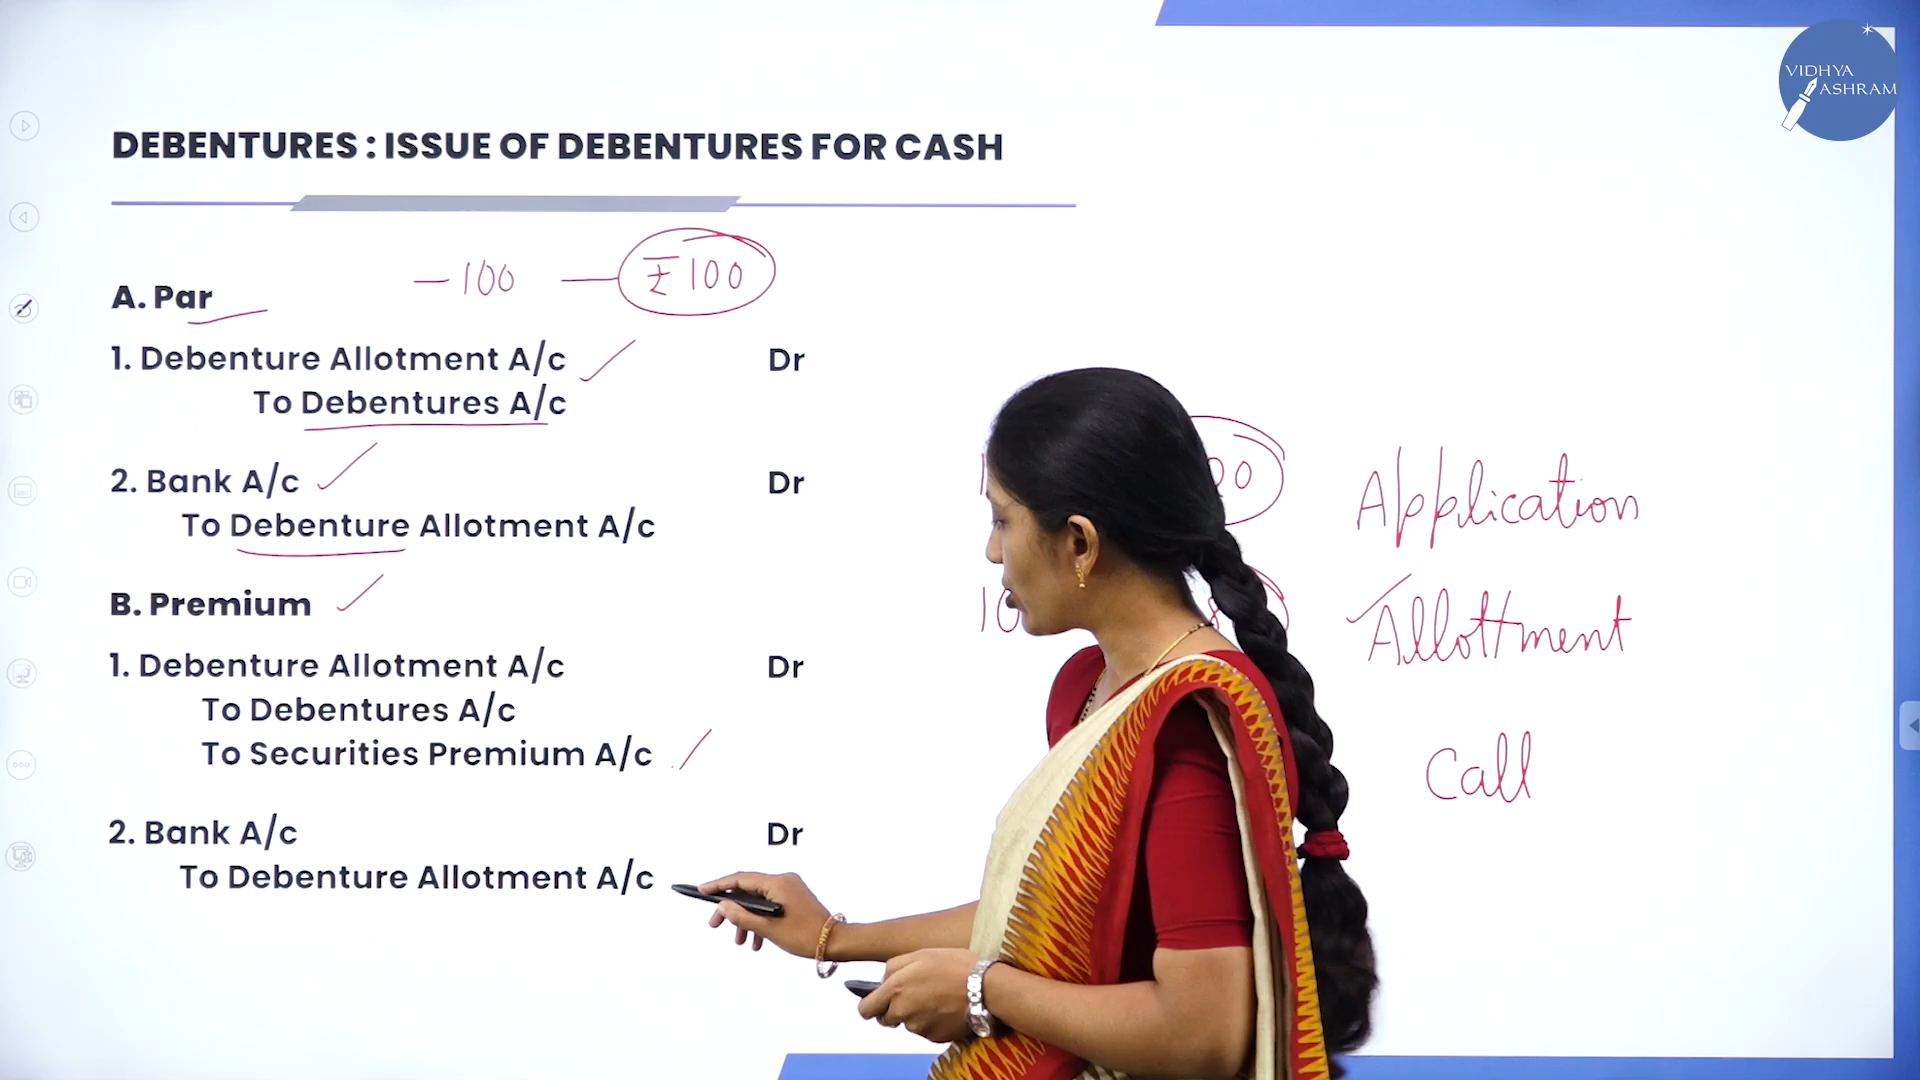 VIDHYA
ASHRAM
DEBENTURES : ISSUE OF DEBENTURES FOR CASH
A. Par
— 100 — ₹100
1. Debenture Allotment A/c Dr
To Debentures A/c
2. Bank A/c Dr
To Debenture Allotment A/c
B. Premium
1. Debenture Allotment A/c Dr
To Debentures A/c
To Securities Premium A/c
2. Bank A/c Dr
To Debenture Allotment A/c
Application
Allottment
Call